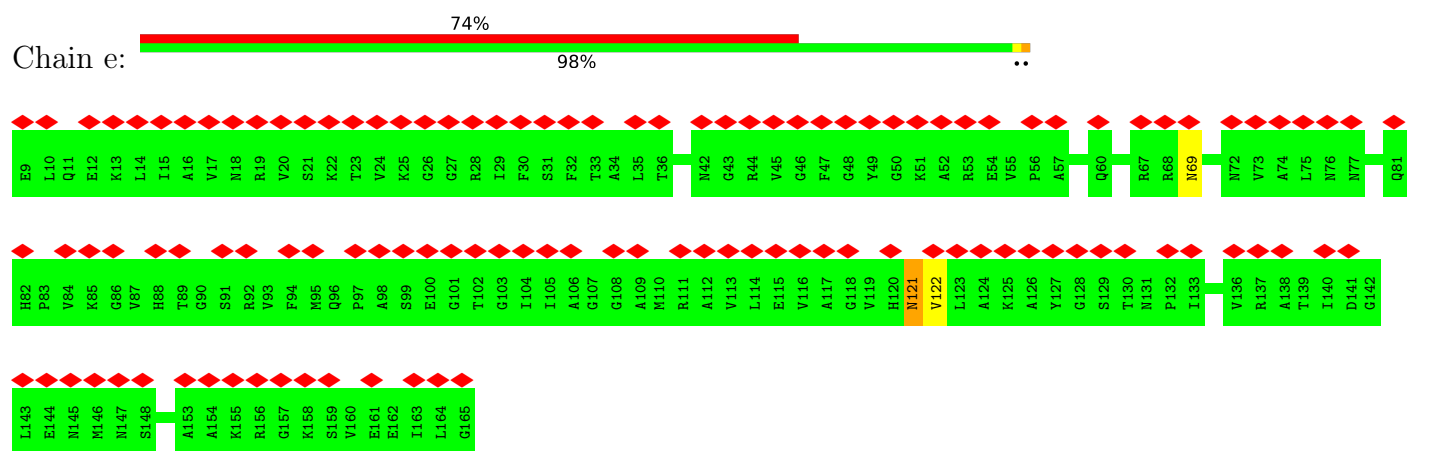 74%
Chain e:
98%
••
E9 L10 Q11 E12 K13 L14 I15 A16 V17 N18 R19 V20 S21 K22 T23 V24 K25 G26 G27 R28 I29 F30 S31 F32 T33 A34 L35 T36 N42 G43 R44 V45 G46 F47 G48 Y49 G50 K51 A52 R53 E54 V55 P56 A57 Q60 R67 R68 N69 N72 V73 A74 L75 N76 N77 Q81
H82 P83 V84 K85 G86 V87 H88 T89 G90 S91 R92 V93 F94 M95 Q96 P97 A98 S99 E100 G101 T102 G103 I104 I105 A106 G107 G108 A109 M110 R111 A112 V113 L114 E115 V116 A117 G118 V119 H120 N121 V122 L123 A124 K125 A126 Y127 G128 S129 T130 N131 P132 I133 V136 R137 A138 T139 I140 D141 G142
L143 E144 N145 M146 N147 S148 A153 A154 K155 R156 G157 K158 S159 V160 E161 E162 I163 L164 G165